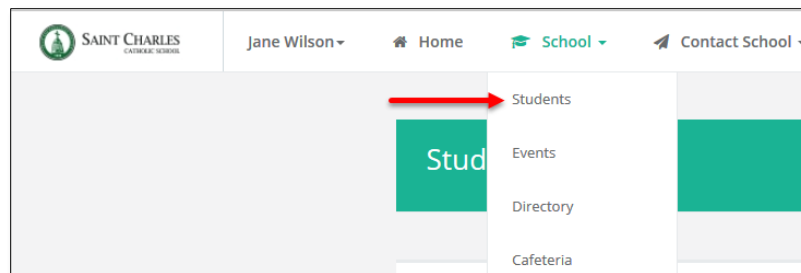 SAINT CHARLES
CATHOLIC SCHOOL
Jane Wilson
Home
School
Contact School
Students
Stud
Events
Directory
Cafeteria